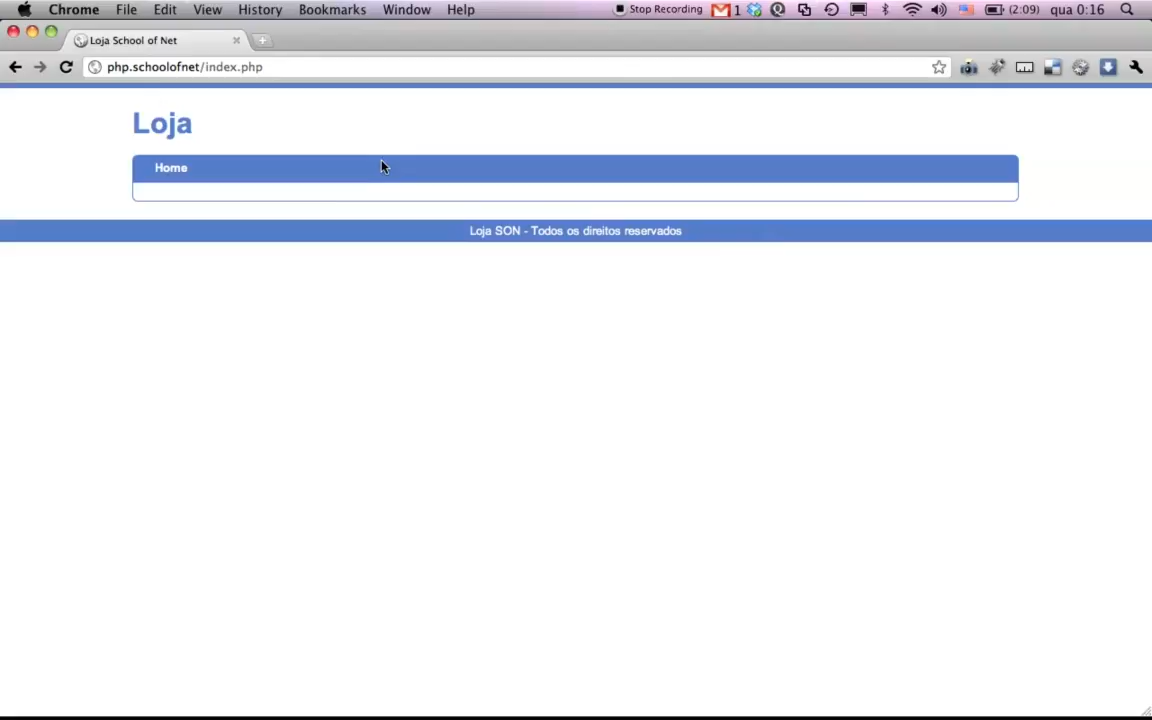 Chrome File Edit View History Bookmarks Window Help Stop Recording 1 (2:09) qua 0:16
Loja School of Net
php.schoolofnet/index.php
Loja
Home
Loja SON - Todos os direitos reservados